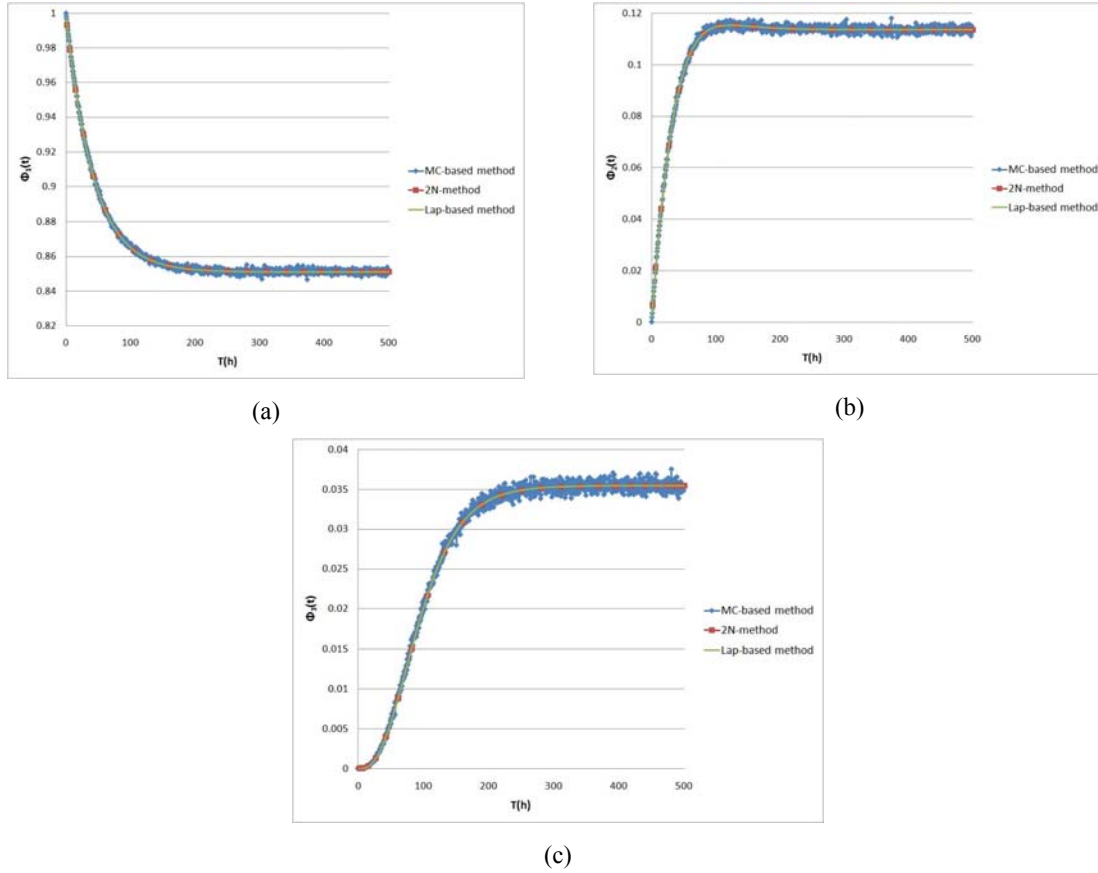 1
0.98
0.96
0.94
0.92
0.9
0.88
0.86
0.84
0.82
Φ₁(t)
0 100 200 300 400 500
T(h)
MC-based method
2N-method
Lap-based method
(a)
0.12
0.1
0.08
0.06
0.04
0.02
0
Φ₂(t)
0 100 200 300 400 500
T(h)
MC-based method
2N-method
Lap-based method
(b)
0.04
0.035
0.03
0.025
0.02
0.015
0.01
0.005
0
Φ₃(t)
0 100 200 300 400 500
T(h)
MC-based method
2N-method
Lap-based method
(c)